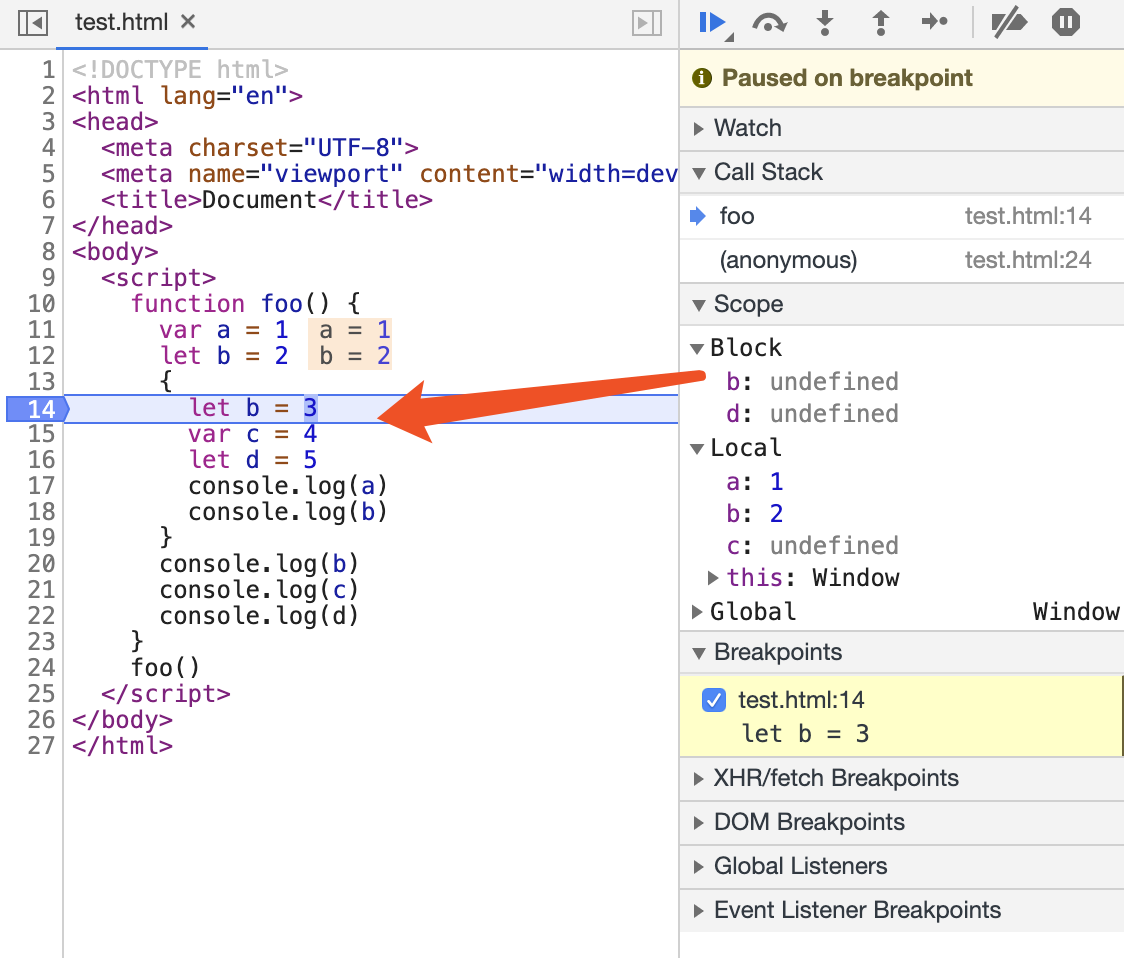 test.html ×
1 <!DOCTYPE html>
2 <html lang="en">
3 <head>
4 <meta charset="UTF-8">
5 <meta name="viewport" content="width=dev
6 <title>Document</title>
7 </head>
8 <body>
9 <script>
10 function foo() {
11 var a = 1 a = 1
12 let b = 2 b = 2
13 {
14 let b = 3
15 var c = 4
16 let d = 5
17 console.log(a)
18 console.log(b)
19 }
20 console.log(b)
21 console.log(c)
22 console.log(d)
23 }
24 foo()
25 </script>
26 </body>
27 </html>
Paused on breakpoint
Watch
Call Stack
foo test.html:14
(anonymous) test.html:24
Scope
Block
b: undefined
d: undefined
Local
a: 1
b: 2
c: undefined
this: Window
Global Window
Breakpoints
test.html:14
let b = 3
XHR/fetch Breakpoints
DOM Breakpoints
Global Listeners
Event Listener Breakpoints